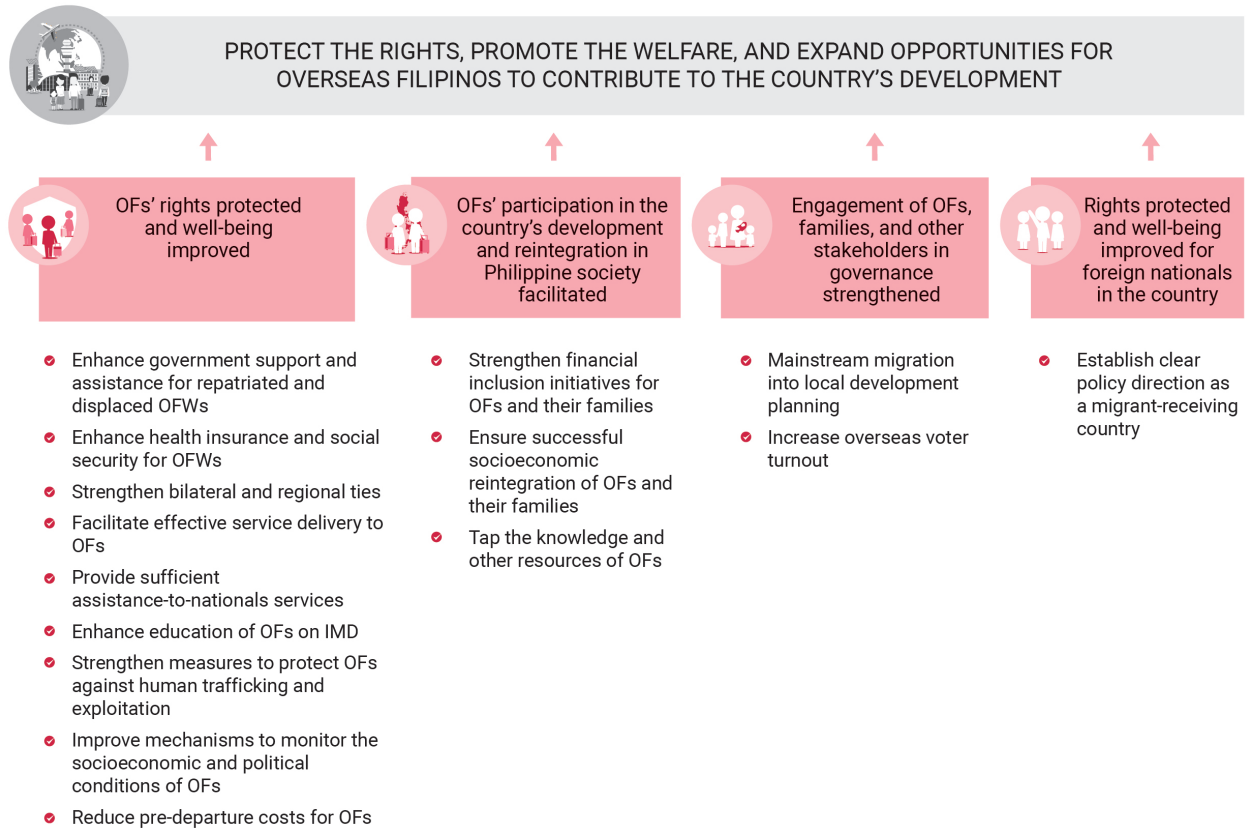 PROTECT THE RIGHTS, PROMOTE THE WELFARE, AND EXPAND OPPORTUNITIES FOR
OVERSEAS FILIPINOS TO CONTRIBUTE TO THE COUNTRY’S DEVELOPMENT
OFs’ rights protected
and well-being
improved
Enhance government support and
assistance for repatriated and
displaced OFWs
Enhance health insurance and social
security for OFWs
Strengthen bilateral and regional ties
Facilitate effective service delivery to
OFs
Provide sufficient
assistance-to-nationals services
Enhance education of OFs on IMD
Strengthen measures to protect OFs
against human trafficking and
exploitation
Improve mechanisms to monitor the
socioeconomic and political
conditions of OFs
Reduce pre-departure costs for OFs
OFs’ participation in the
country’s development
and reintegration in
Philippine society
facilitated
Strengthen financial
inclusion initiatives for
OFs and their families
Ensure successful
socioeconomic
reintegration of OFs and
their families
Tap the knowledge and
other resources of OFs
Engagement of OFs,
families, and other
stakeholders in
governance
strengthened
Mainstream migration
into local development
planning
Increase overseas voter
turnout
Rights protected
and well-being
improved for
foreign nationals
in the country
Establish clear
policy direction as
a migrant-receiving
country